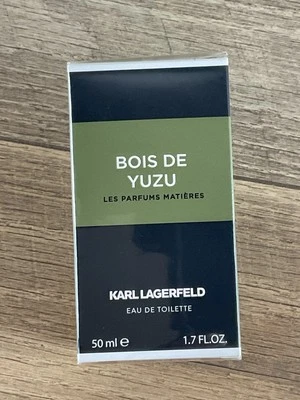 BOIS DE
YUZU
LES PARFUMS MATIÈRES
KARL LAGERFELD
EAU DE TOILETTE
50 ml ℮ 1.7 FL.OZ.